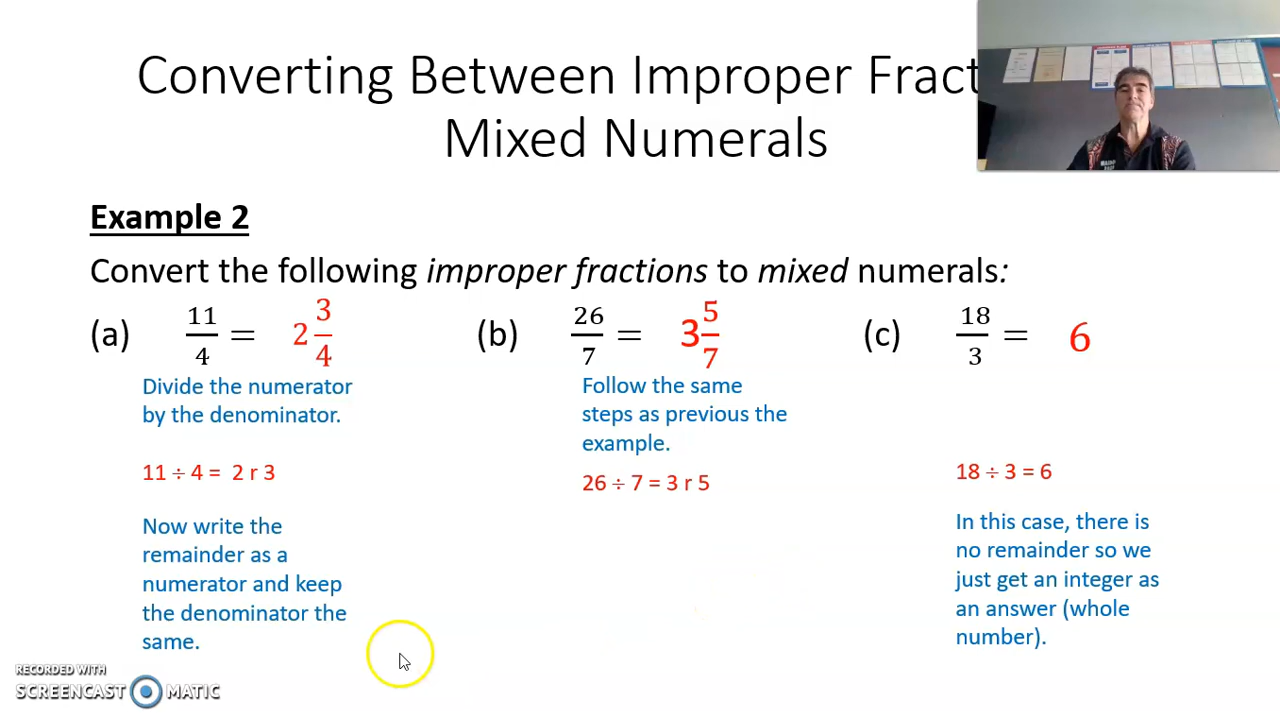 Converting Between Improper Fract
Mixed Numerals
Example 2
Convert the following improper fractions to mixed numerals:
(a) 11/4 = 2 3/4 (b) 26/7 = 3 5/7 (c) 18/3 = 6
Divide the numerator
by the denominator.
11 ÷ 4 = 2 r 3
Now write the
remainder as a
numerator and keep
the denominator the
same.
Follow the same
steps as previous the
example.
26 ÷ 7 = 3 r 5
18 ÷ 3 = 6
In this case, there is
no remainder so we
just get an integer as
an answer (whole
number).
RECORDED WITH
SCREENCAST MATIC